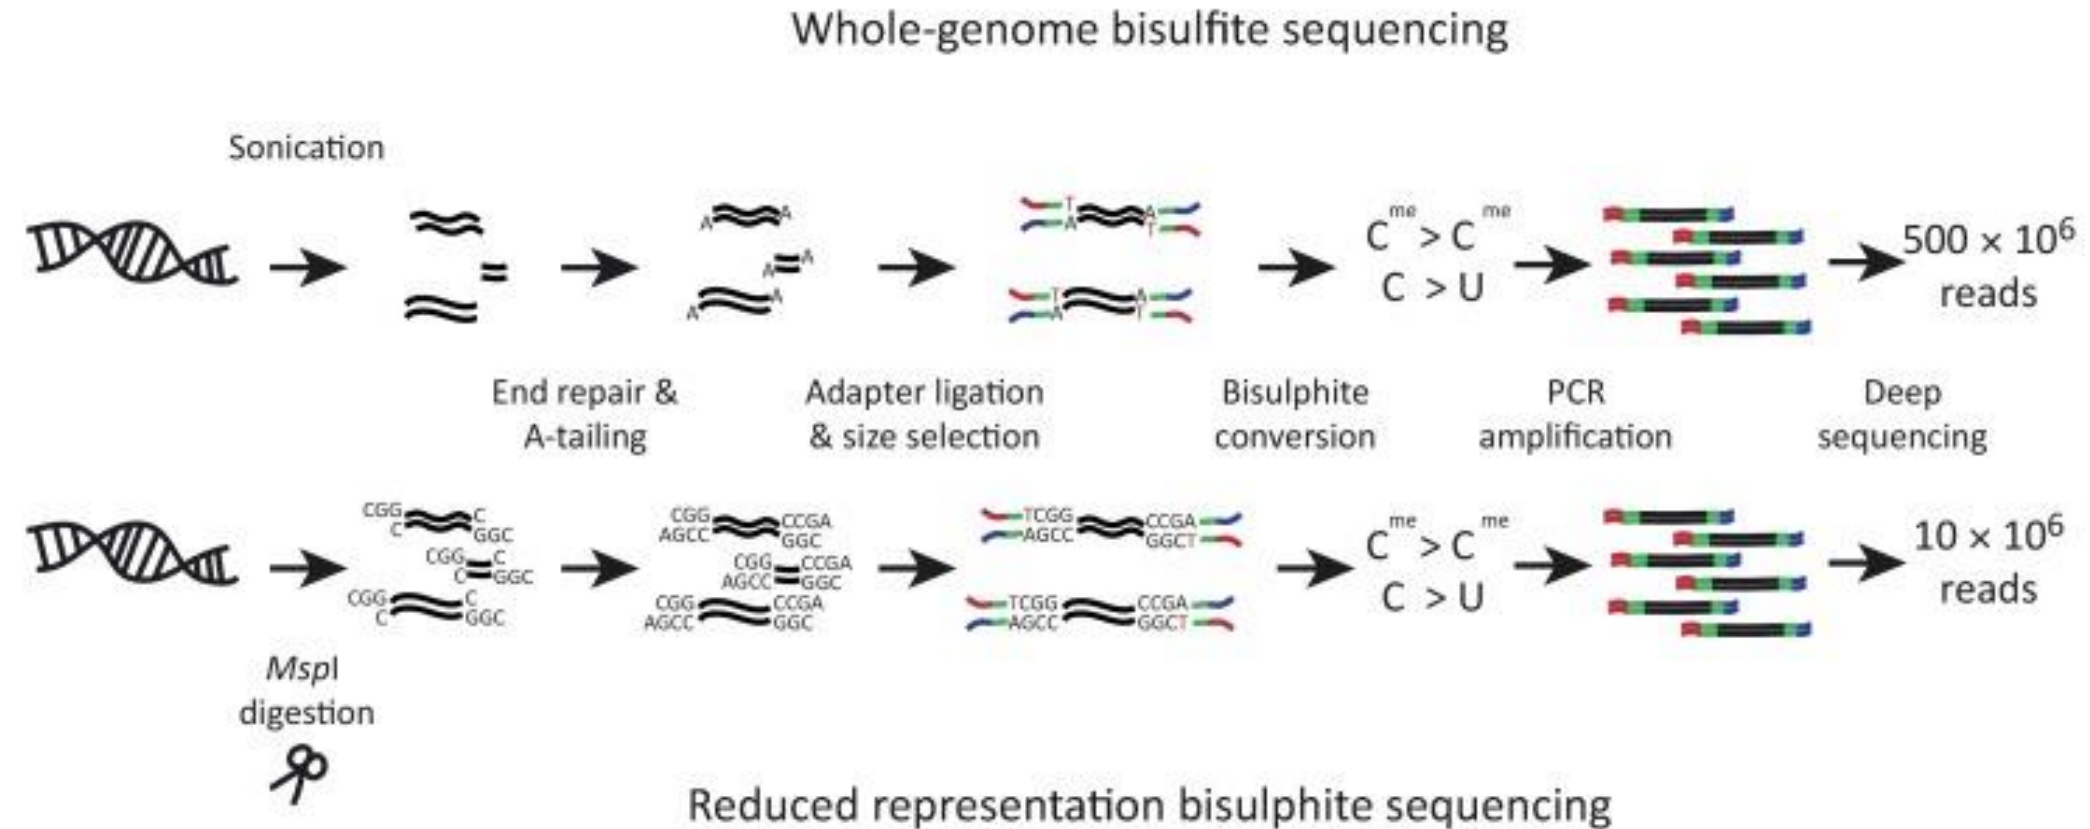 Whole-genome bisulfite sequencing
Sonication
A A
A A
A A
T A
A T
T A
A T
C^me > C^me
C > U
500 × 10^6
reads
End repair &
A-tailing
Adapter ligation
& size selection
Bisulphite
conversion
PCR
amplification
Deep
sequencing
CGG C
C GGC
CGG C
C GGC
CGG C
C GGC
CGG CCGA
AGCC GGC
CGG CCGA
AGCC GGC
CGG CCGA
AGCC GGC
TCGG CCGA
AGCC GGCT
TCGG CCGA
AGCC GGCT
C^me > C^me
C > U
10 × 10^6
reads
MspI
digestion
Reduced representation bisulphite sequencing